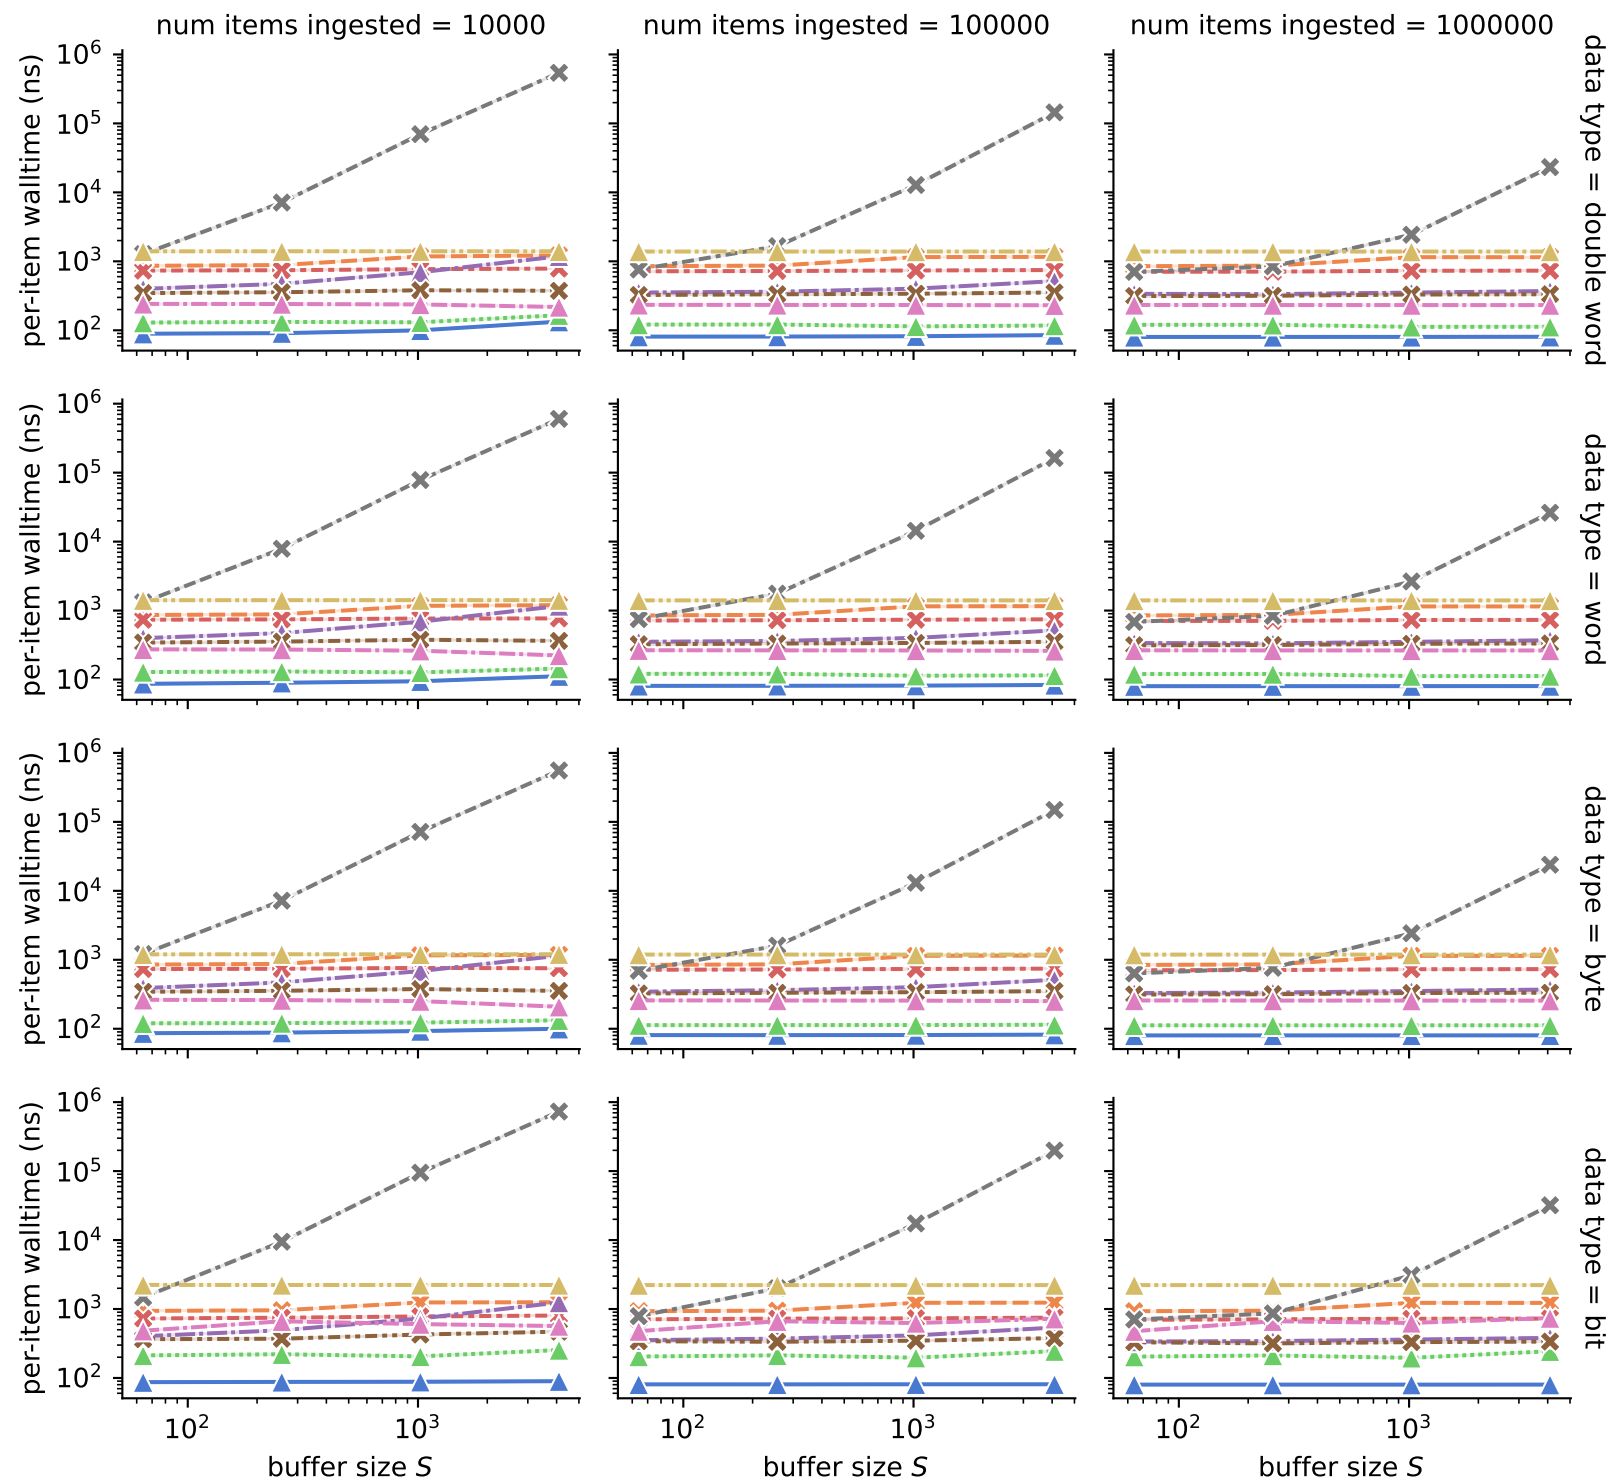 num items ingested = 10000
num items ingested = 100000
num items ingested = 1000000
per-item walltime (ns)
10^6
10^5
10^4
10^3
10^2
data type = double word
per-item walltime (ns)
10^6
10^5
10^4
10^3
10^2
data type = word
per-item walltime (ns)
10^6
10^5
10^4
10^3
10^2
data type = byte
per-item walltime (ns)
10^6
10^5
10^4
10^3
10^2
data type = bit
10^2 10^3
10^2 10^3
10^2 10^3
buffer size S
buffer size S
buffer size S